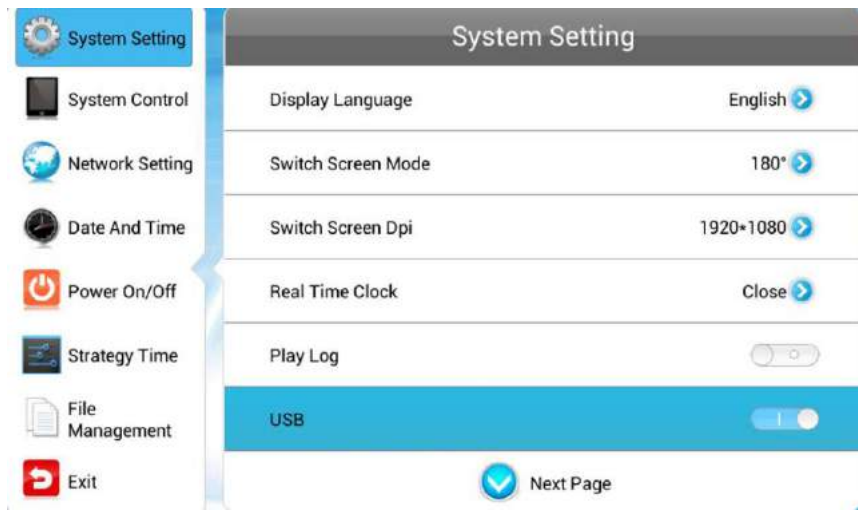 System Setting
System Control
Network Setting
Date And Time
Power On/Off
Strategy Time
File
Management
Exit
System Setting
Display Language English
Switch Screen Mode 180°
Switch Screen Dpi 1920*1080
Real Time Clock Close
Play Log
USB
Next Page